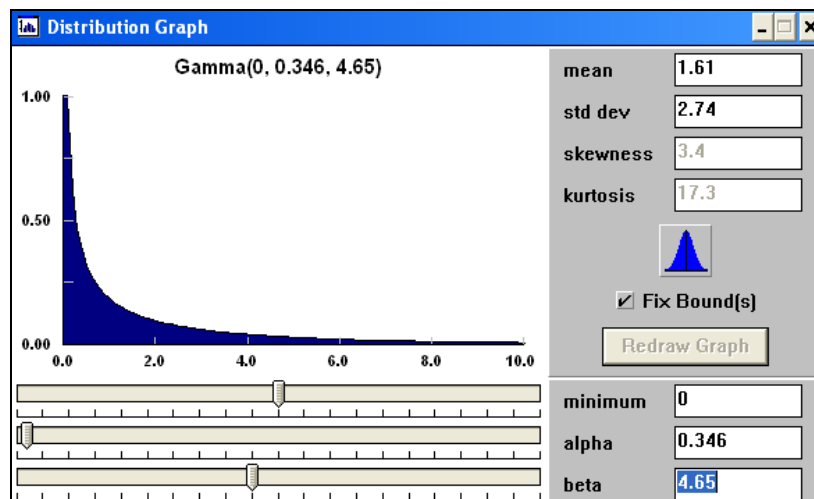 Distribution Graph
Gamma(0, 0.346, 4.65)
1.00
0.50
0.00
0.0 2.0 4.0 6.0 8.0 10.0
mean 1.61
std dev 2.74
skewness 3.4
kurtosis 17.3
Fix Bound(s)
Redraw Graph
minimum 0
alpha 0.346
beta 4.65